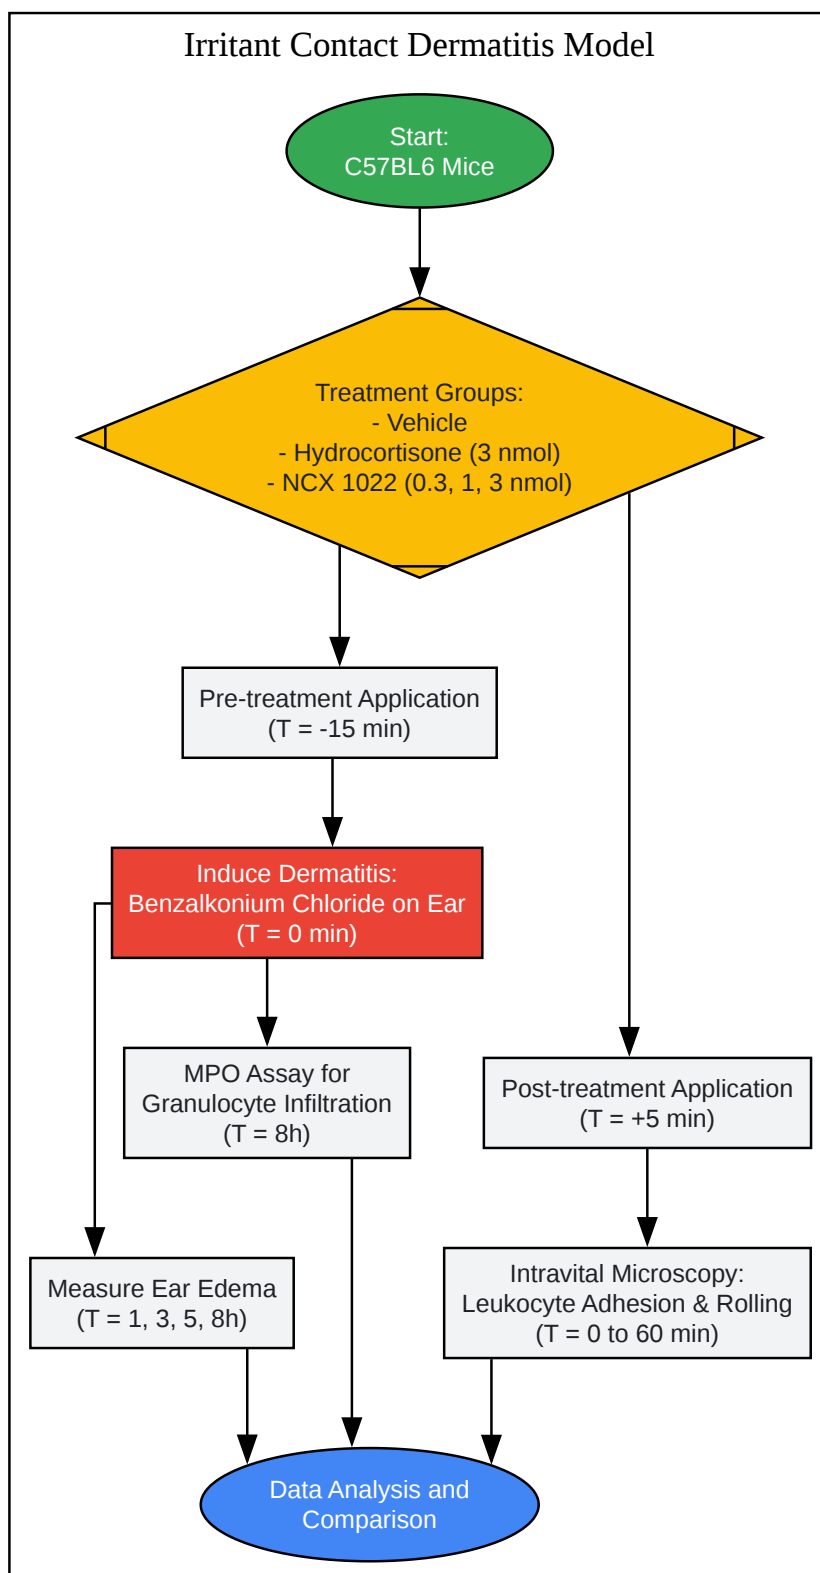 Irritant Contact Dermatitis Model
Start:
C57BL6 Mice
Treatment Groups:
- Vehicle
- Hydrocortisone (3 nmol)
- NCX 1022 (0.3, 1, 3 nmol)
Pre-treatment Application
(T = -15 min)
Induce Dermatitis:
Benzalkonium Chloride on Ear
(T = 0 min)
MPO Assay for
Granulocyte Infiltration
(T = 8h)
Post-treatment Application
(T = +5 min)
Measure Ear Edema
(T = 1, 3, 5, 8h)
Intravital Microscopy:
Leukocyte Adhesion & Rolling
(T = 0 to 60 min)
Data Analysis and
Comparison